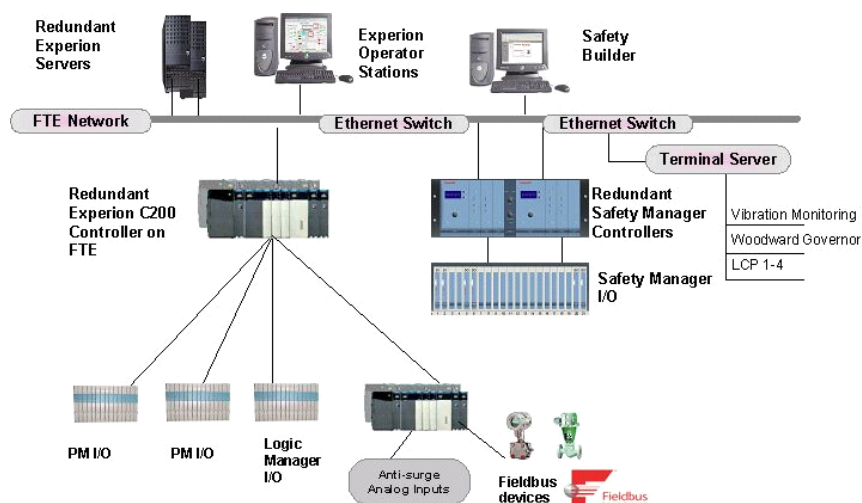 Redundant
Experion
Servers
Experion
Operator
Stations
Safety
Builder
FTE Network
Ethernet Switch
Ethernet Switch
Terminal Server
Redundant
Experion C200
Controller on
FTE
Redundant
Safety Manager
Controllers
Vibration Monitoring
Woodward Governor
LCP 1-4
Safety Manager
I/O
PM I/O
PM I/O
Logic
Manager
I/O
Anti-surge
Analog Inputs
Fieldbus
devices
Fieldbus